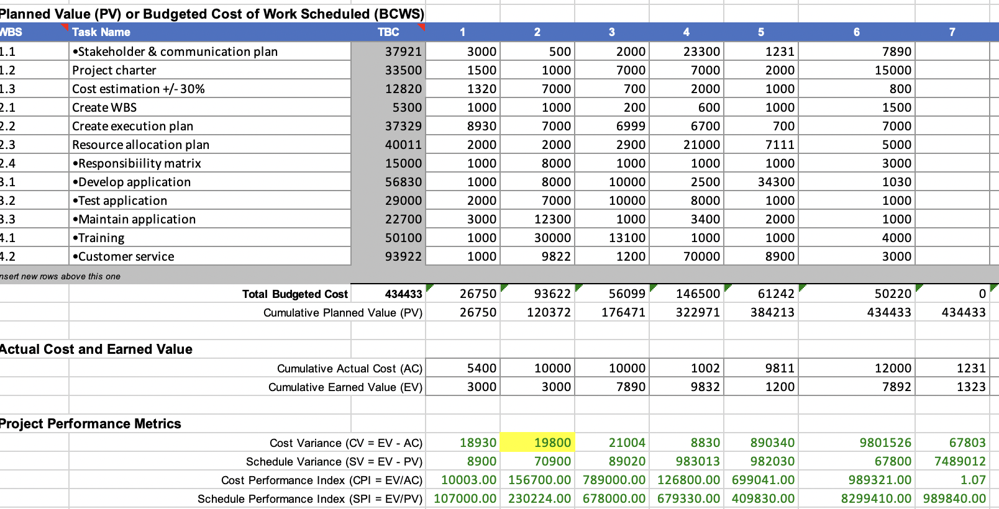 Planned Value (PV) or Budgeted Cost of Work Scheduled (BCWS)
WBS Task Name TBC 1 2 3 4 5 6 7
1.1 •Stakeholder & communication plan 37921 3000 500 2000 23300 1231 7890
1.2 Project charter 33500 1500 1000 7000 7000 2000 15000
1.3 Cost estimation +/- 30% 12820 1320 7000 700 2000 1000 800
2.1 Create WBS 5300 1000 1000 200 600 1000 1500
2.2 Create execution plan 37329 8930 7000 6999 6700 700 7000
2.3 Resource allocation plan 40011 2000 2000 2900 21000 7111 5000
2.4 •Responsibiility matrix 15000 1000 8000 1000 1000 1000 3000
3.1 •Develop application 56830 1000 8000 10000 2500 34300 1030
3.2 •Test application 29000 2000 7000 10000 8000 1000 1000
3.3 •Maintain application 22700 3000 12300 1000 3400 2000 1000
4.1 •Training 50100 1000 30000 13100 1000 1000 4000
4.2 •Customer service 93922 1000 9822 1200 70000 8900 3000
nsert new rows above this one
Total Budgeted Cost 434433 26750 93622 56099 146500 61242 50220 0
Cumulative Planned Value (PV) 26750 120372 176471 322971 384213 434433 434433
Actual Cost and Earned Value
Cumulative Actual Cost (AC) 5400 10000 10000 1002 9811 12000 1231
Cumulative Earned Value (EV) 3000 3000 7890 9832 1200 7892 1323
Project Performance Metrics
Cost Variance (CV = EV - AC) 18930 19800 21004 8830 890340 9801526 67803
Schedule Variance (SV = EV - PV) 8900 70900 89020 983013 982030 67800 7489012
Cost Performance Index (CPI = EV/AC) 10003.00 156700.00 789000.00 126800.00 699041.00 989321.00 1.07
Schedule Performance Index (SPI = EV/PV) 107000.00 230224.00 678000.00 679330.00 409830.00 8299410.00 989840.00